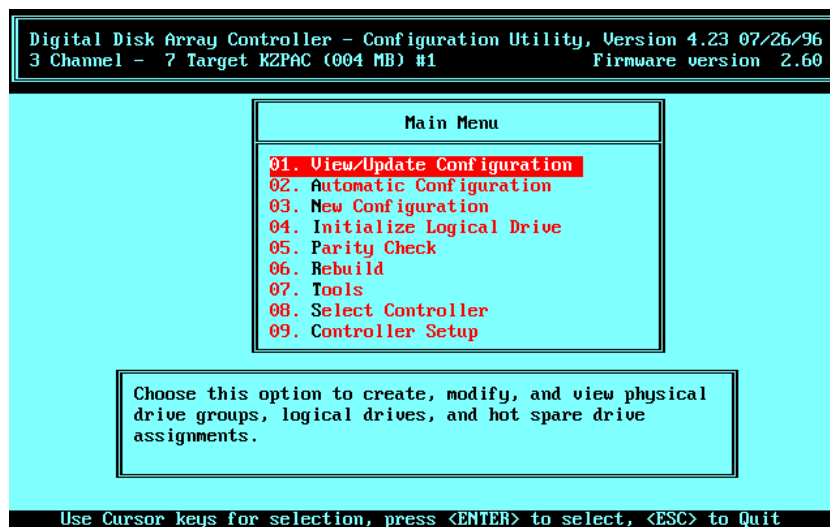 Digital Disk Array Controller - Configuration Utility, Version 4.23 07/26/96
3 Channel - 7 Target KZPAC (004 MB) #1 Firmware version 2.60
Main Menu
01. View/Update Configuration
02. Automatic Configuration
03. New Configuration
04. Initialize Logical Drive
05. Parity Check
06. Rebuild
07. Tools
08. Select Controller
09. Controller Setup
Choose this option to create, modify, and view physical
drive groups, logical drives, and hot spare drive
assignments.
Use Cursor keys for selection, press <ENTER> to select, <ESC> to Quit